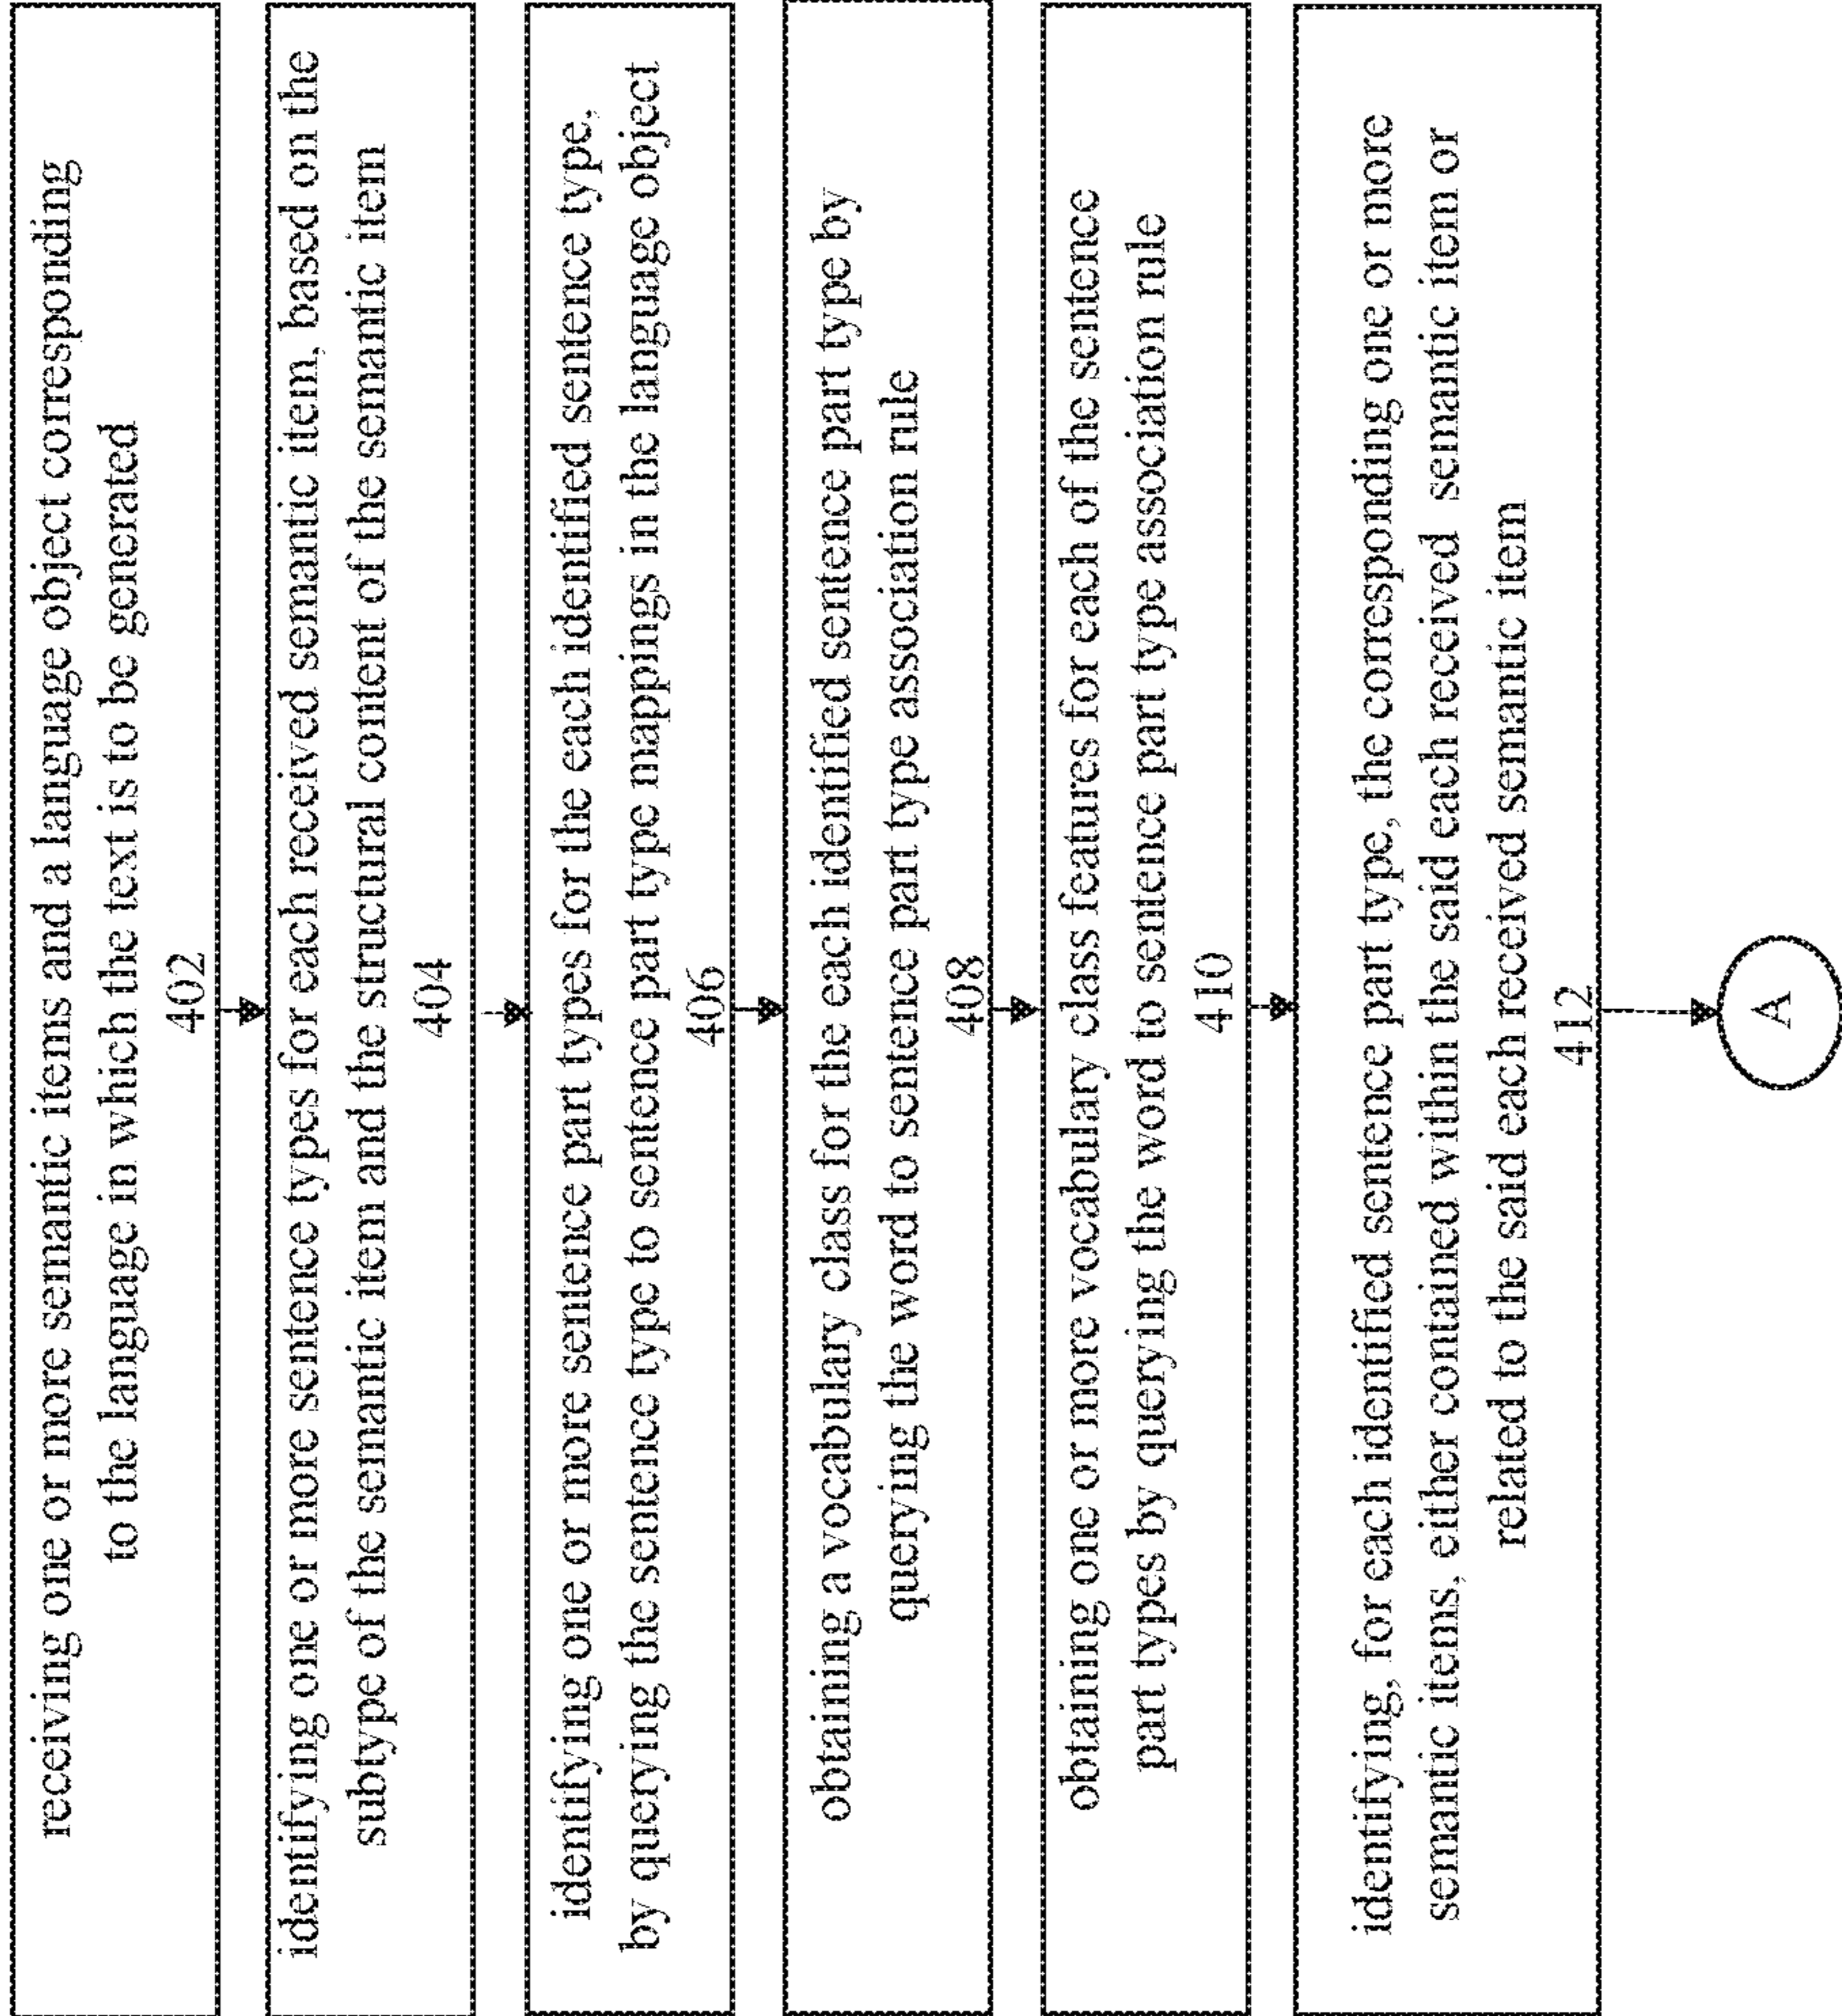 receiving one or more semantic items and a language object corresponding
to the language in which the text is to be generated
402
identifying one or more sentence types for each received semantic item, based on the
subtype of the semantic item and the structural content of the semantic item
404
identifying one or more sentence part types for the each identified sentence type,
by querying the sentence type to sentence part type mappings in the language object
406
obtaining a vocabulary class for the each identified sentence part type by
querying the word to sentence part type association rule
408
obtaining one or more vocabulary class features for each of the sentence
part types by querying the word to sentence part type association rule
410
identifying, for each identified sentence part type, the corresponding one or more
semantic items, either contained within the said each received semantic item or
related to the said each received semantic item
412
A